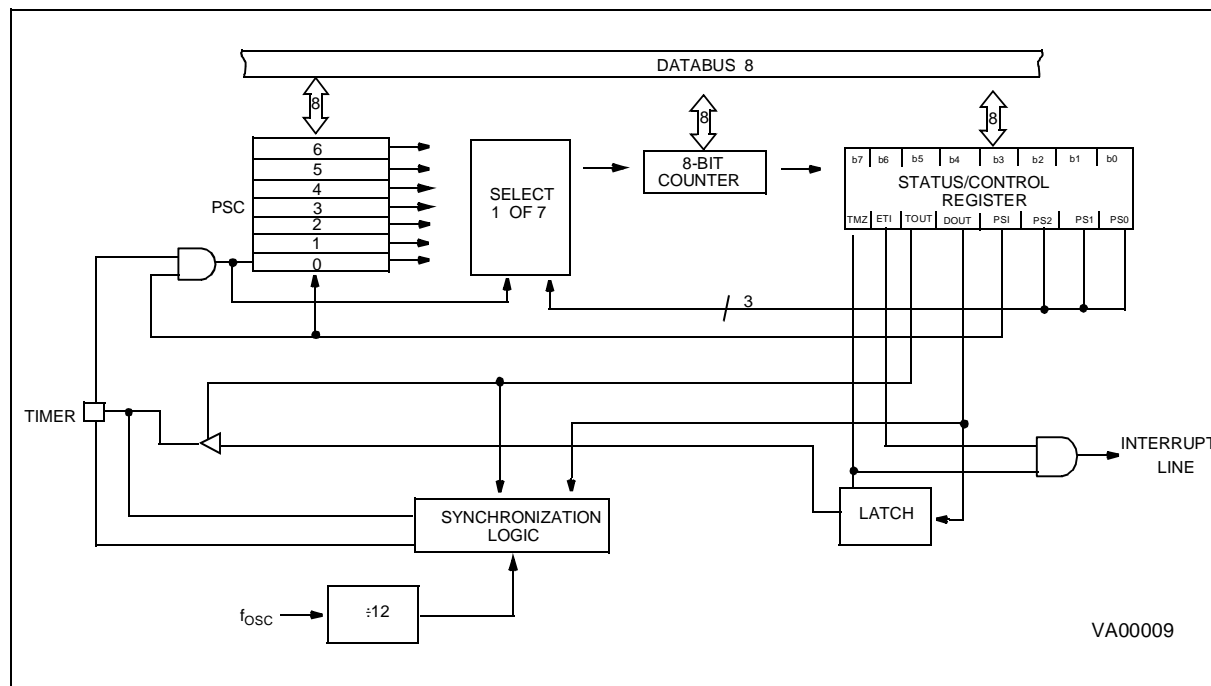 DATABUS 8
8
8
8
6
5
4
3
2
1
0
PSC
SELECT
1 OF 7
8-BIT
COUNTER
b7 b6 b5 b4 b3 b2 b1 b0
STATUS/CONTROL
REGISTER
TMZ ETI TOUT DOUT PSI PS2 PS1 PS0
3
TIMER
INTERRUPT
LINE
SYNCHRONIZATION
LOGIC
LATCH
fOSC
÷12
VA00009